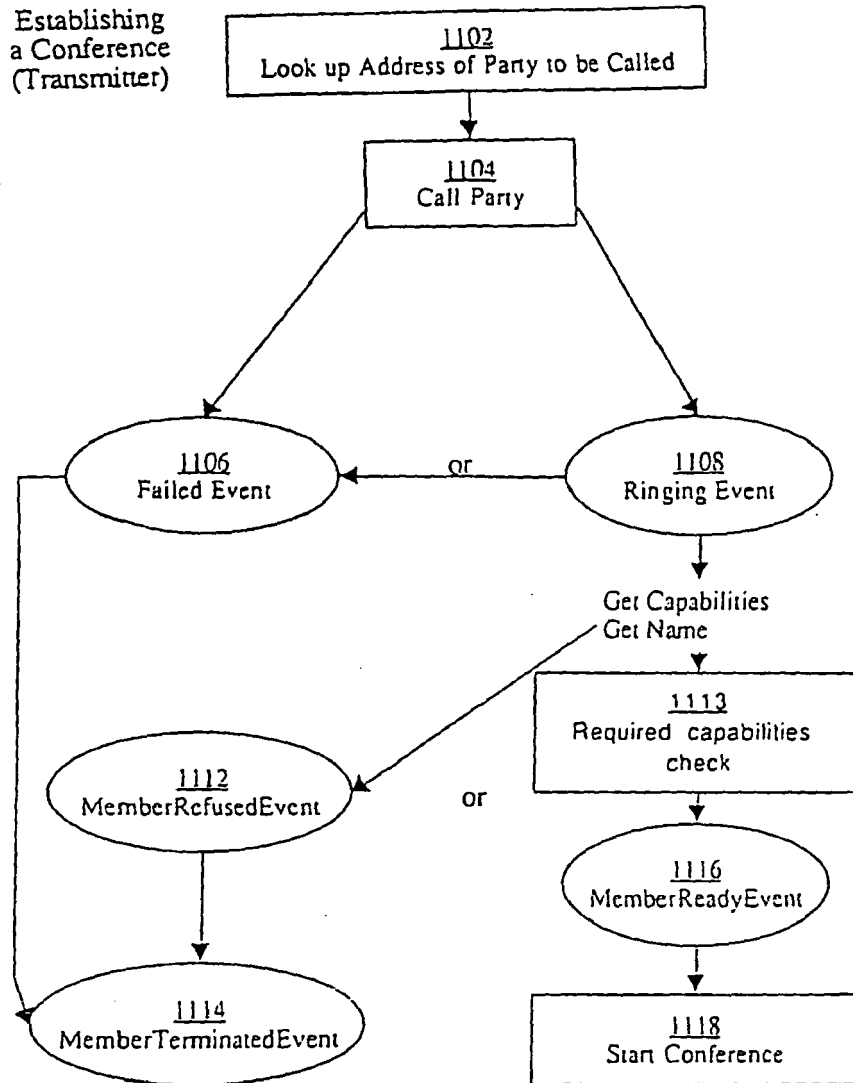 Establishing
a Conference
(Transmitter)
1102
Look up Address of Party to be Called
1104
Call Party
1106
Failed Event
or
1108
Ringing Event
Get Capabilities
Get Name
1113
Required capabilities
check
1112
MemberRefusedEvent
or
1116
MemberReadyEvent
1114
MemberTerminatedEvent
1118
Start Conference